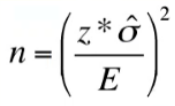 n = (z * σ̂ / E)²